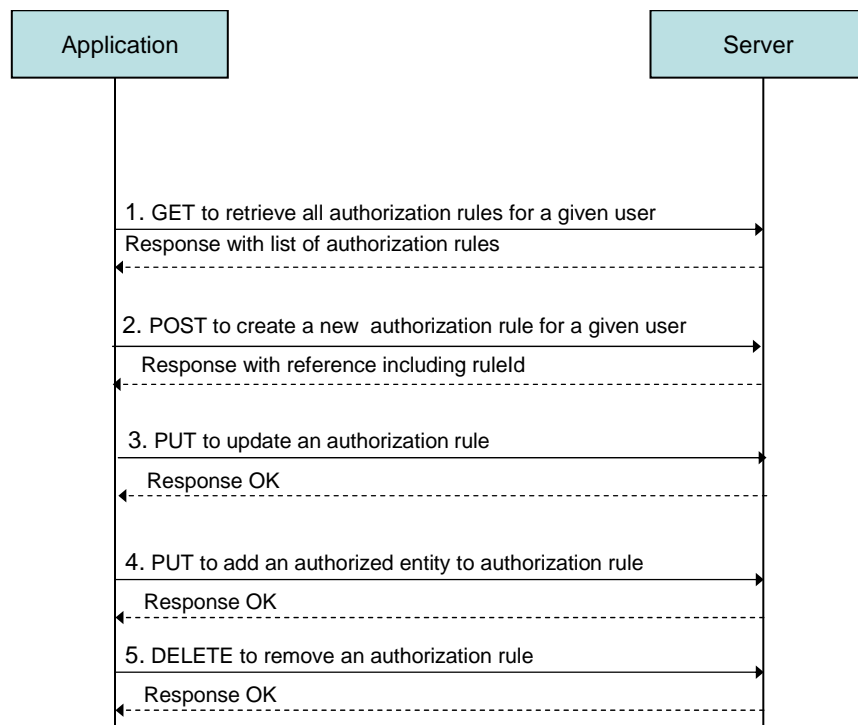 Application
Server
1. GET to retrieve all authorization rules for a given user
Response with list of authorization rules
2. POST to create a new authorization rule for a given user
Response with reference including ruleId
3. PUT to update an authorization rule
Response OK
4. PUT to add an authorized entity to authorization rule
Response OK
5. DELETE to remove an authorization rule
Response OK